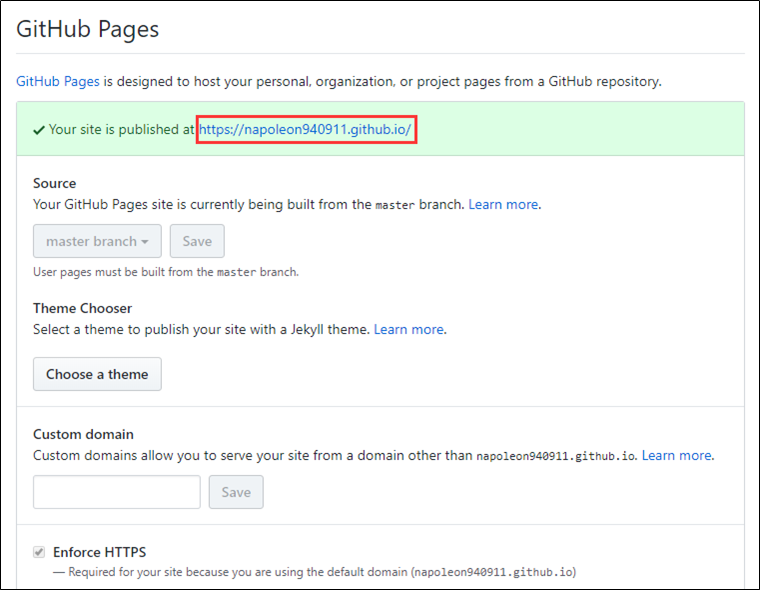 GitHub Pages
GitHub Pages is designed to host your personal, organization, or project pages from a GitHub repository.
Your site is published at https://napoleon940911.github.io/
Source
Your GitHub Pages site is currently being built from the master branch. Learn more.
master branch Save
User pages must be built from the master branch.
Theme Chooser
Select a theme to publish your site with a Jekyll theme. Learn more.
Choose a theme
Custom domain
Custom domains allow you to serve your site from a domain other than napoleon940911.github.io. Learn more.
Save
Enforce HTTPS
— Required for your site because you are using the default domain (napoleon940911.github.io)